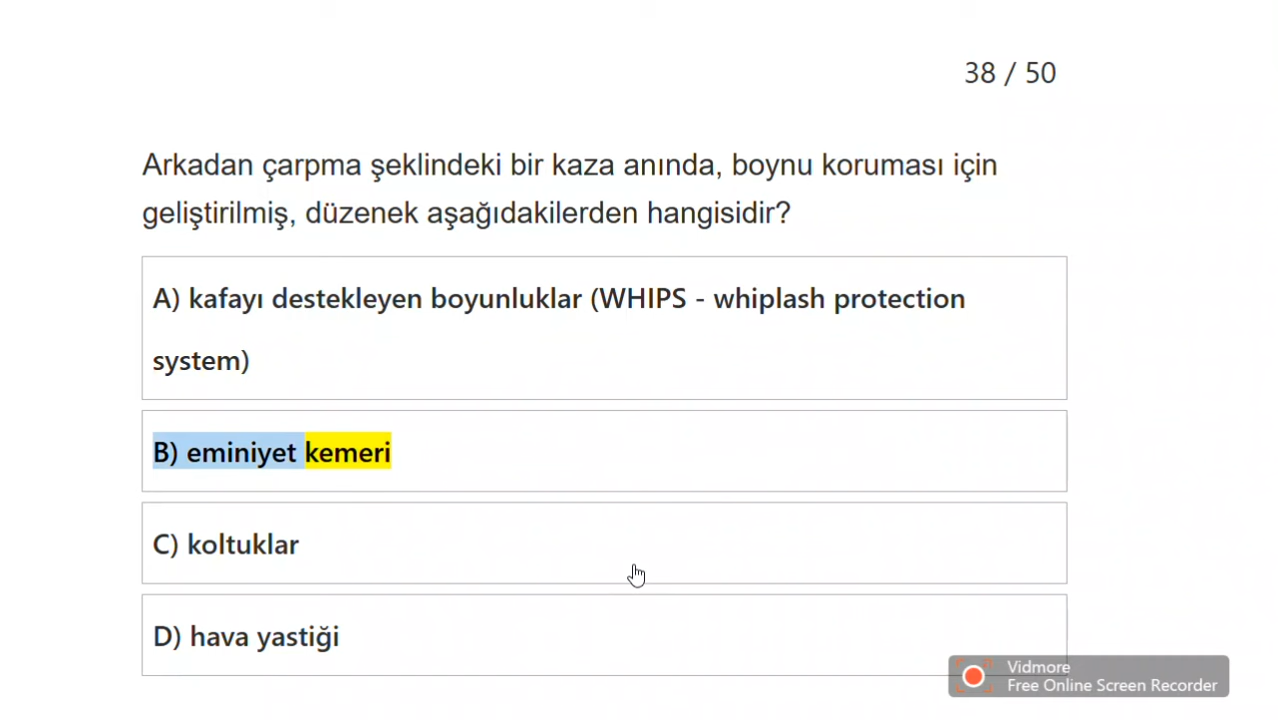 38 / 50
Arkadan çarpma şeklindeki bir kaza anında, boynu koruması için
geliştirilmiş, düzenek aşağıdakilerden hangisidir?
A) kafayı destekleyen boyunluklar (WHIPS - whiplash protection
system)
B) eminiyet kemeri
C) koltuklar
D) hava yastiği
Vidmore
Free Online Screen Recorder